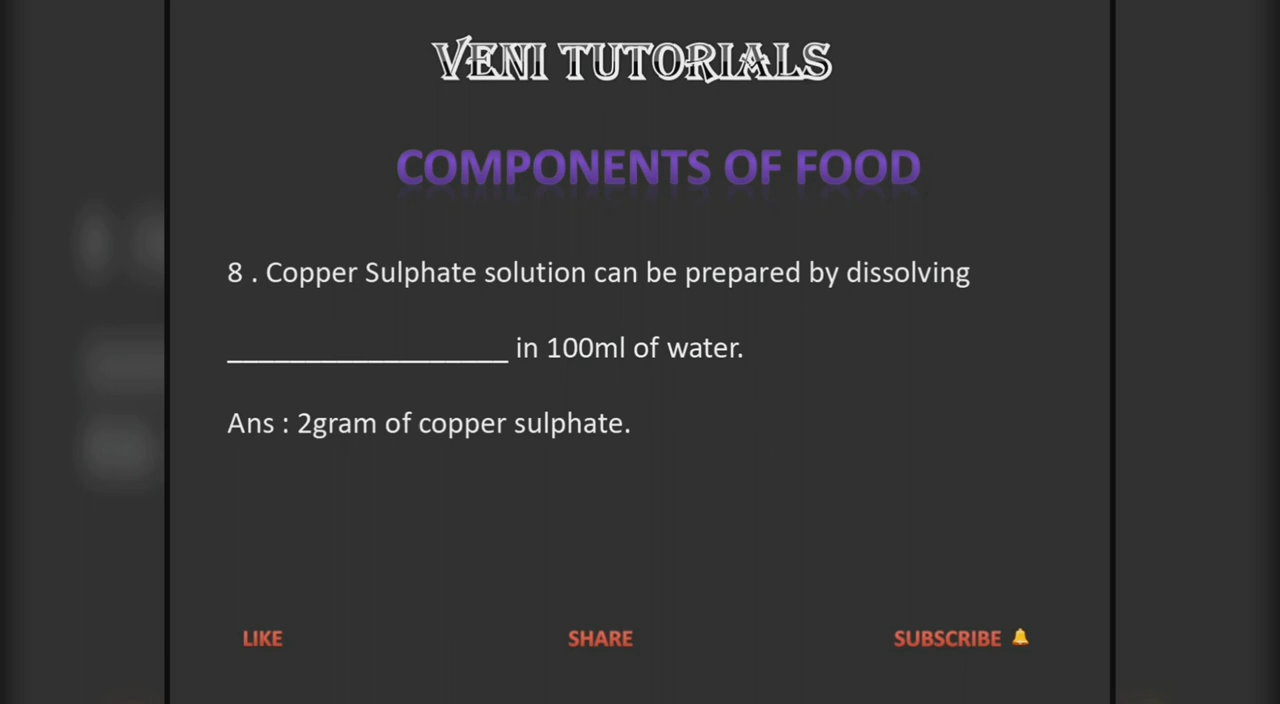 VENI TUTORIALS
COMPONENTS OF FOOD
8 . Copper Sulphate solution can be prepared by dissolving
__________________ in 100ml of water.
Ans : 2gram of copper sulphate.
LIKE SHARE SUBSCRIBE 🔔